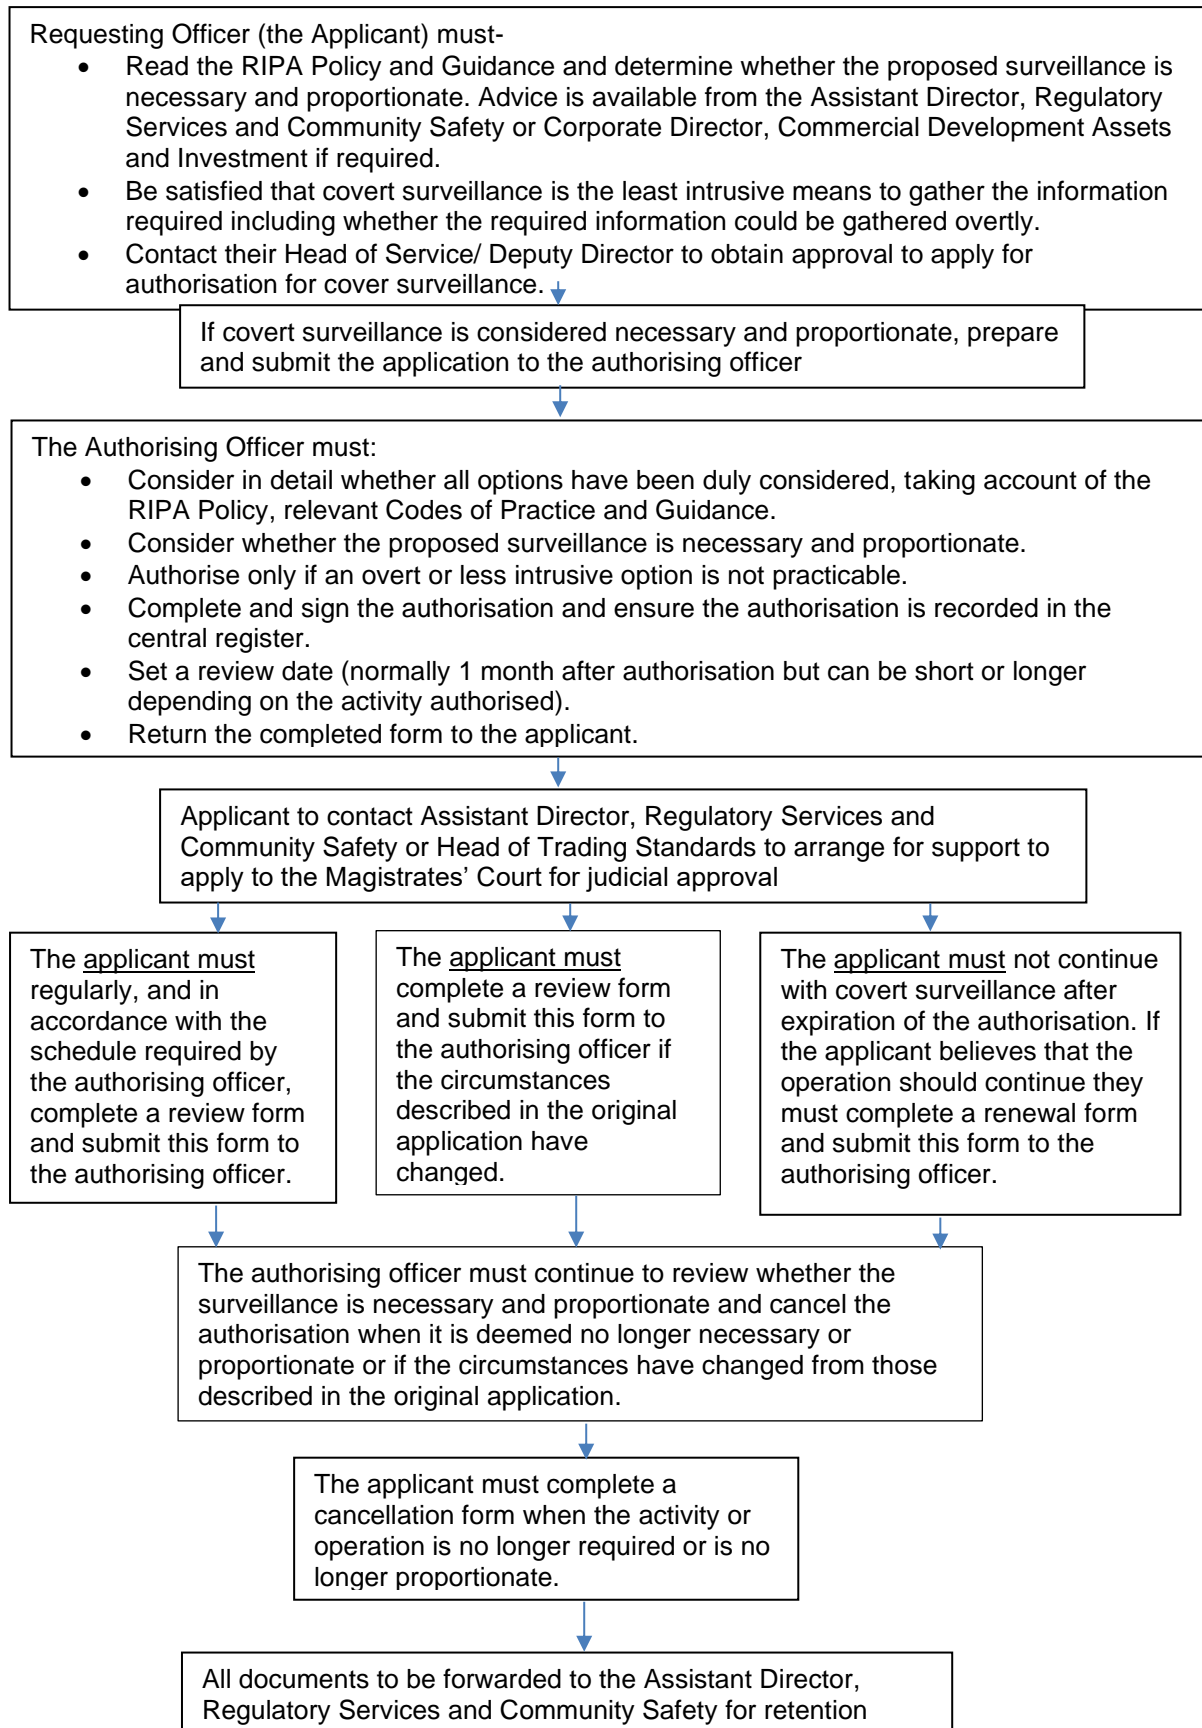 Requesting Officer (the Applicant) must-
• Read the RIPA Policy and Guidance and determine whether the proposed surveillance is
necessary and proportionate. Advice is available from the Assistant Director, Regulatory
Services and Community Safety or Corporate Director, Commercial Development Assets
and Investment if required.
• Be satisfied that covert surveillance is the least intrusive means to gather the information
required including whether the required information could be gathered overtly.
• Contact their Head of Service/ Deputy Director to obtain approval to apply for
authorisation for cover surveillance.
If covert surveillance is considered necessary and proportionate, prepare
and submit the application to the authorising officer
The Authorising Officer must:
• Consider in detail whether all options have been duly considered, taking account of the
RIPA Policy, relevant Codes of Practice and Guidance.
• Consider whether the proposed surveillance is necessary and proportionate.
• Authorise only if an overt or less intrusive option is not practicable.
• Complete and sign the authorisation and ensure the authorisation is recorded in the
central register.
• Set a review date (normally 1 month after authorisation but can be short or longer
depending on the activity authorised).
• Return the completed form to the applicant.
Applicant to contact Assistant Director, Regulatory Services and
Community Safety or Head of Trading Standards to arrange for support to
apply to the Magistrates’ Court for judicial approval
The applicant must
regularly, and in
accordance with the
schedule required by
the authorising officer,
complete a review form
and submit this form to
the authorising officer.
The applicant must
complete a review form
and submit this form to
the authorising officer if
the circumstances
described in the original
application have
changed.
The applicant must not continue
with covert surveillance after
expiration of the authorisation. If
the applicant believes that the
operation should continue they
must complete a renewal form
and submit this form to the
authorising officer.
The authorising officer must continue to review whether the
surveillance is necessary and proportionate and cancel the
authorisation when it is deemed no longer necessary or
proportionate or if the circumstances have changed from those
described in the original application.
The applicant must complete a
cancellation form when the activity or
operation is no longer required or is no
longer proportionate.
All documents to be forwarded to the Assistant Director,
Regulatory Services and Community Safety for retention